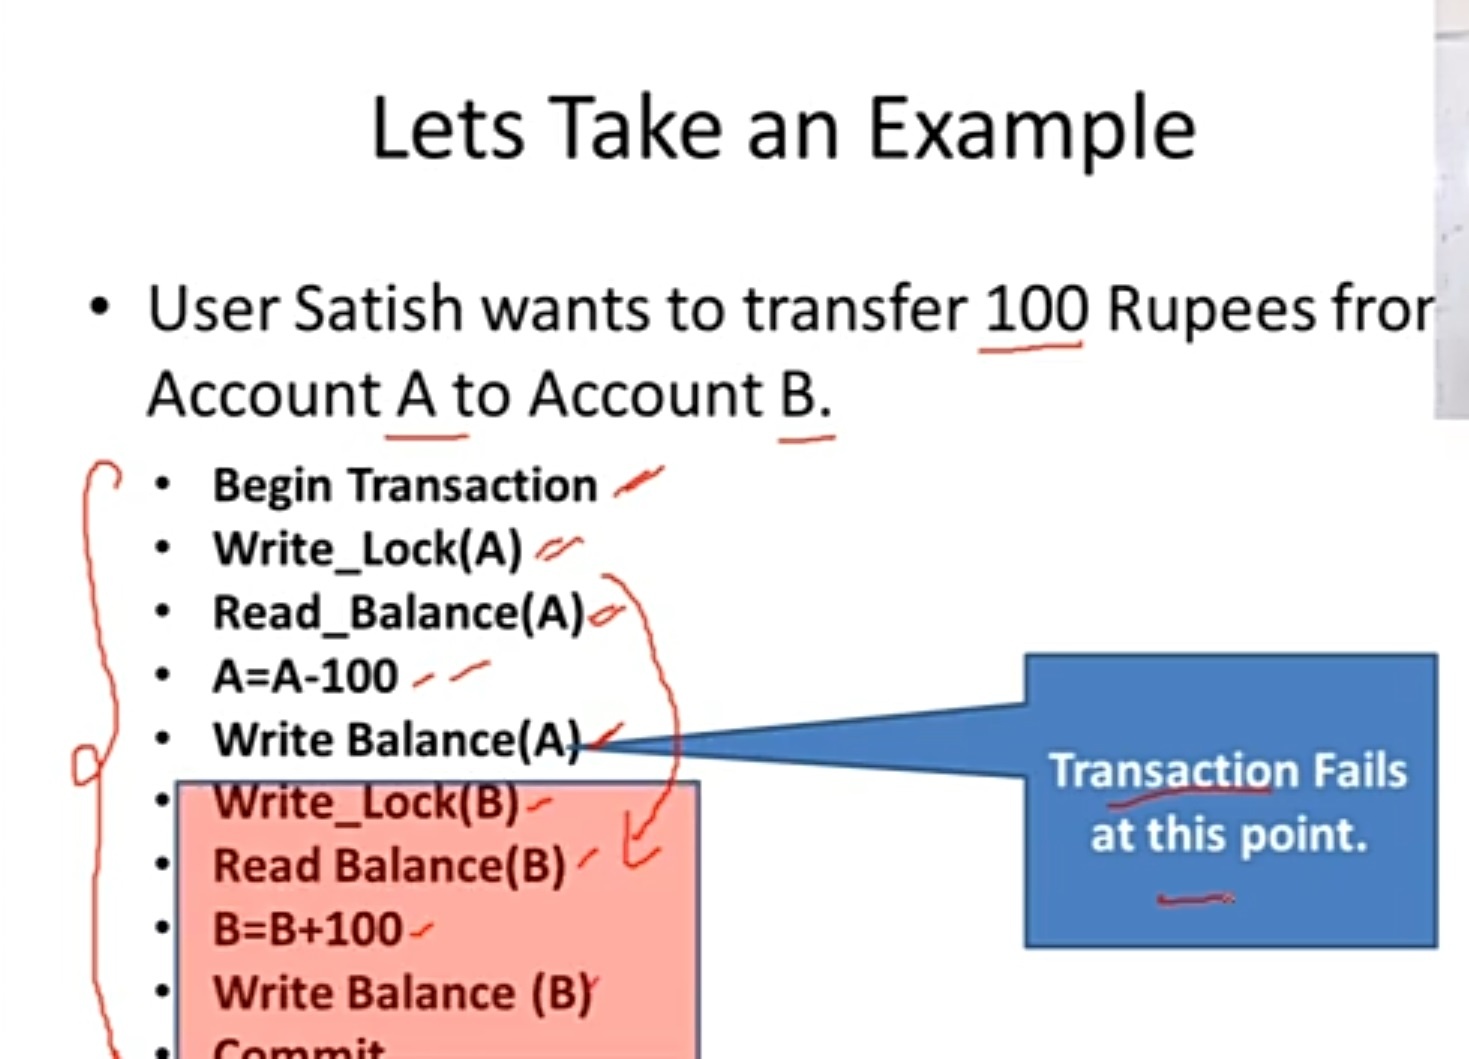 Lets Take an Example
• User Satish wants to transfer 100 Rupees from
Account A to Account B.
• Begin Transaction
• Write_Lock(A)
• Read_Balance(A)
• A=A-100
• Write Balance(A)
• Write_Lock(B)
• Read Balance(B)
• B=B+100
• Write Balance (B)
• Commit
Transaction Fails
at this point.